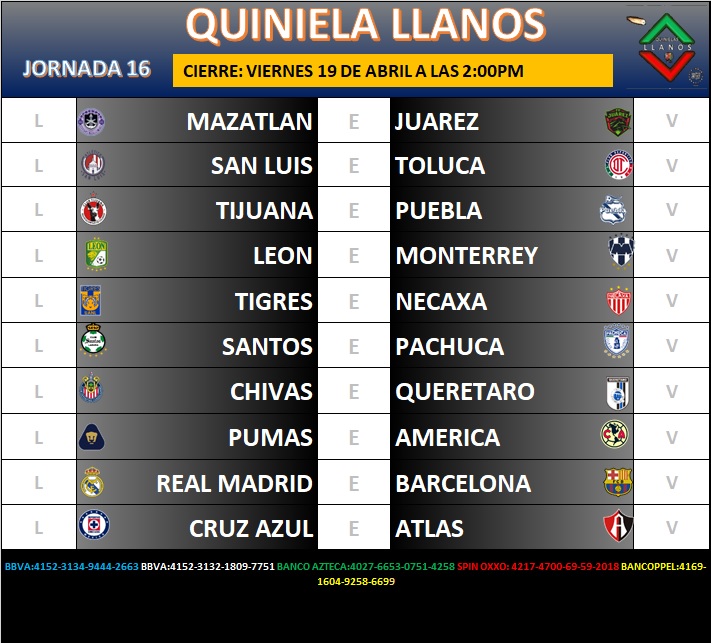 QUINIELA LLANOS
QUINIELAS
LLANOS
JORNADA 16
CIERRE: VIERNES 19 DE ABRIL A LAS 2:00PM
L MAZATLAN E JUAREZ V
L SAN LUIS E TOLUCA V
L TIJUANA E PUEBLA V
L LEON E MONTERREY V
L TIGRES E NECAXA V
L SANTOS E PACHUCA V
L CHIVAS E QUERETARO V
L PUMAS E AMERICA V
L REAL MADRID E BARCELONA V
L CRUZ AZUL E ATLAS V
BBVA:4152-3134-9444-2663 BBVA:4152-3132-1809-7751 BANCO AZTECA:4027-6653-0751-4258 SPIN OXXO: 4217-4700-69-59-2018 BANCOPPEL:4169-
1604-9258-6699